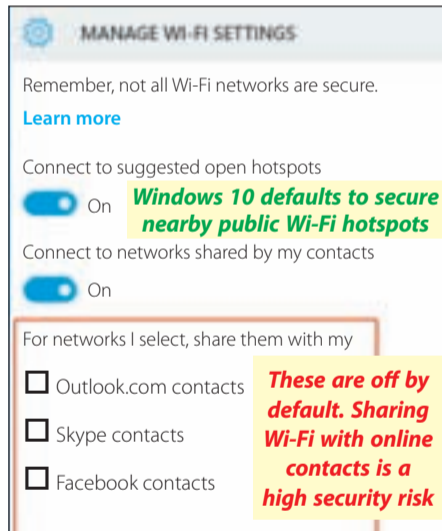 MANAGE WI-FI SETTINGS
Remember, not all Wi-Fi networks are secure.
Learn more
Connect to suggested open hotspots
On
Windows 10 defaults to secure
nearby public Wi-Fi hotspots
Connect to networks shared by my contacts
On
For networks I select, share them with my
Outlook.com contacts
Skype contacts
Facebook contacts
These are off by
default. Sharing
Wi-Fi with online
contacts is a
high security risk